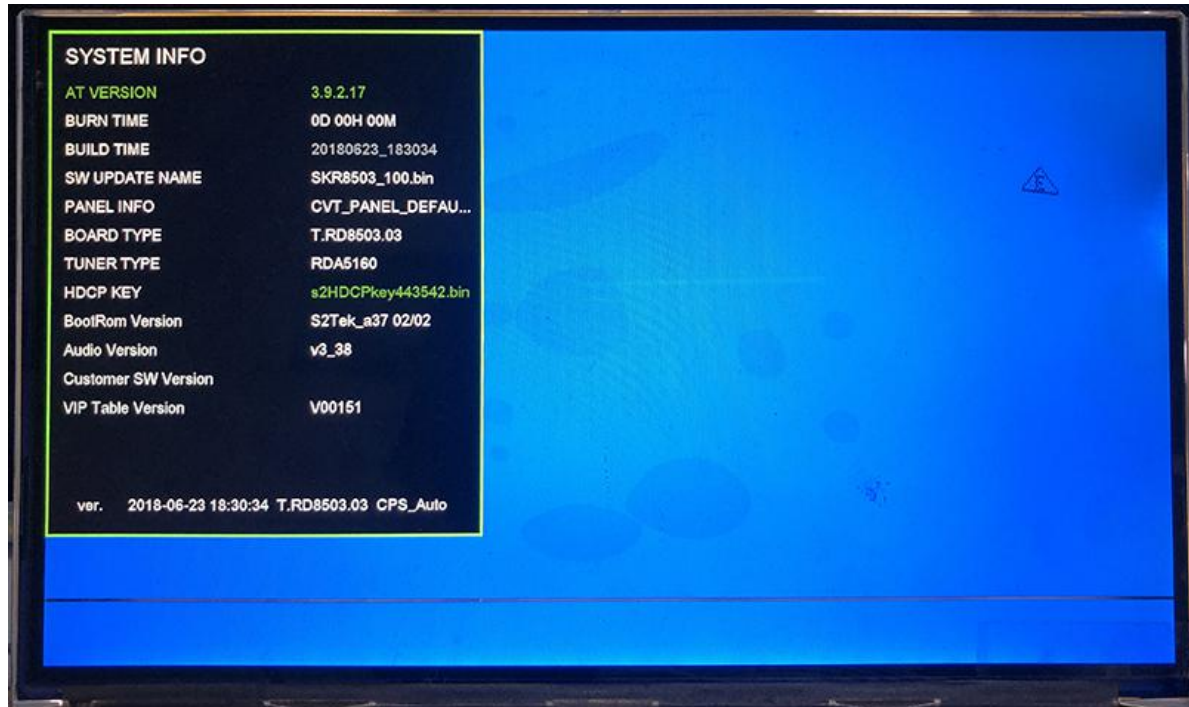 SYSTEM INFO
AT VERSION 3.9.2.17
BURN TIME 0D 00H 00M
BUILD TIME 20180623_183034
SW UPDATE NAME SKR8503_100.bin
PANEL INFO CVT_PANEL_DEFAU...
BOARD TYPE T.RD8503.03
TUNER TYPE RDA5160
HDCP KEY s2HDCPkey443542.bin
BootRom Version S2Tek_a37 02/02
Audio Version v3_38
Customer SW Version
VIP Table Version V00151
ver. 2018-06-23 18:30:34 T.RD8503.03 CPS_Auto